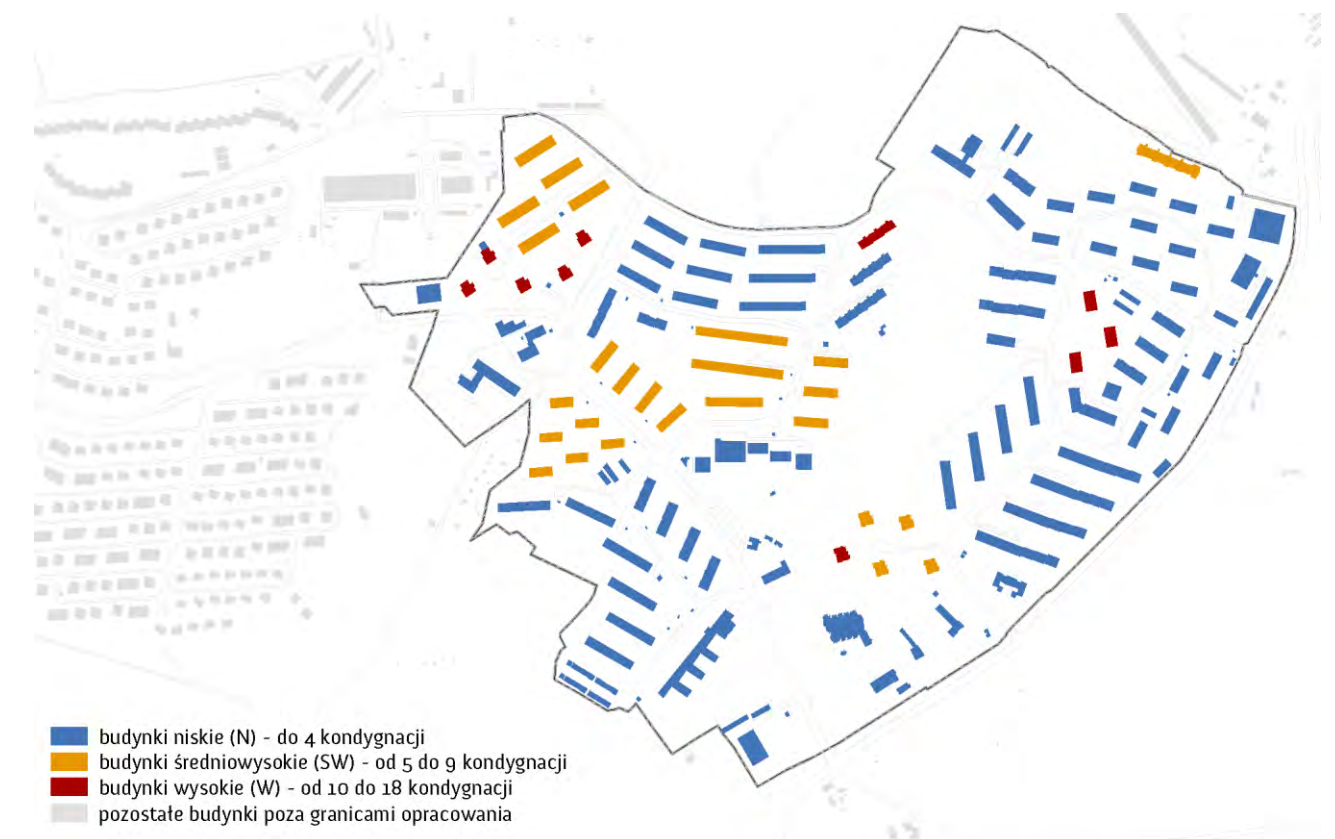 budynki niskie (N) - do 4 kondygnacji
budynki średniowysokie (SW) - od 5 do 9 kondygnacji
budynki wysokie (W) - od 10 do 18 kondygnacji
pozostałe budynki poza granicami opracowania